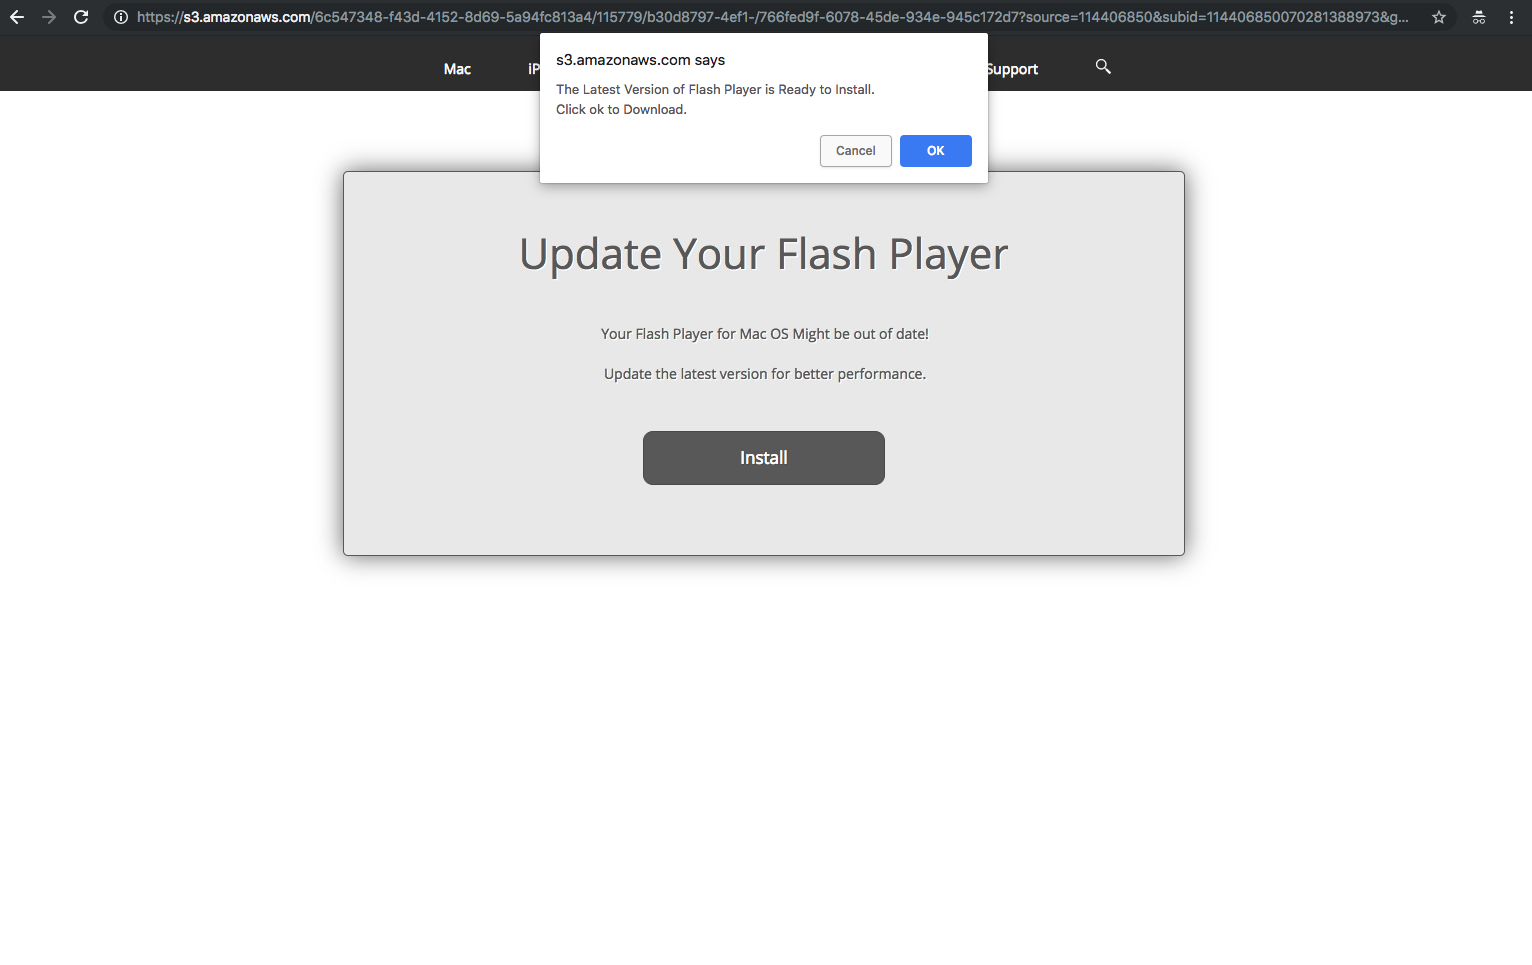 https://s3.amazonaws.com/6c547348-f43d-4152-8d69-5a94fc813a4/115779/b30d8797-4ef1-/766fed9f-6078-45de-934e-945c172d7?source=114406850&subid=114406850070281388973&g...
Mac iP Support
s3.amazonaws.com says
The Latest Version of Flash Player is Ready to Install.
Click ok to Download.
Cancel OK
Update Your Flash Player
Your Flash Player for Mac OS Might be out of date!
Update the latest version for better performance.
Install